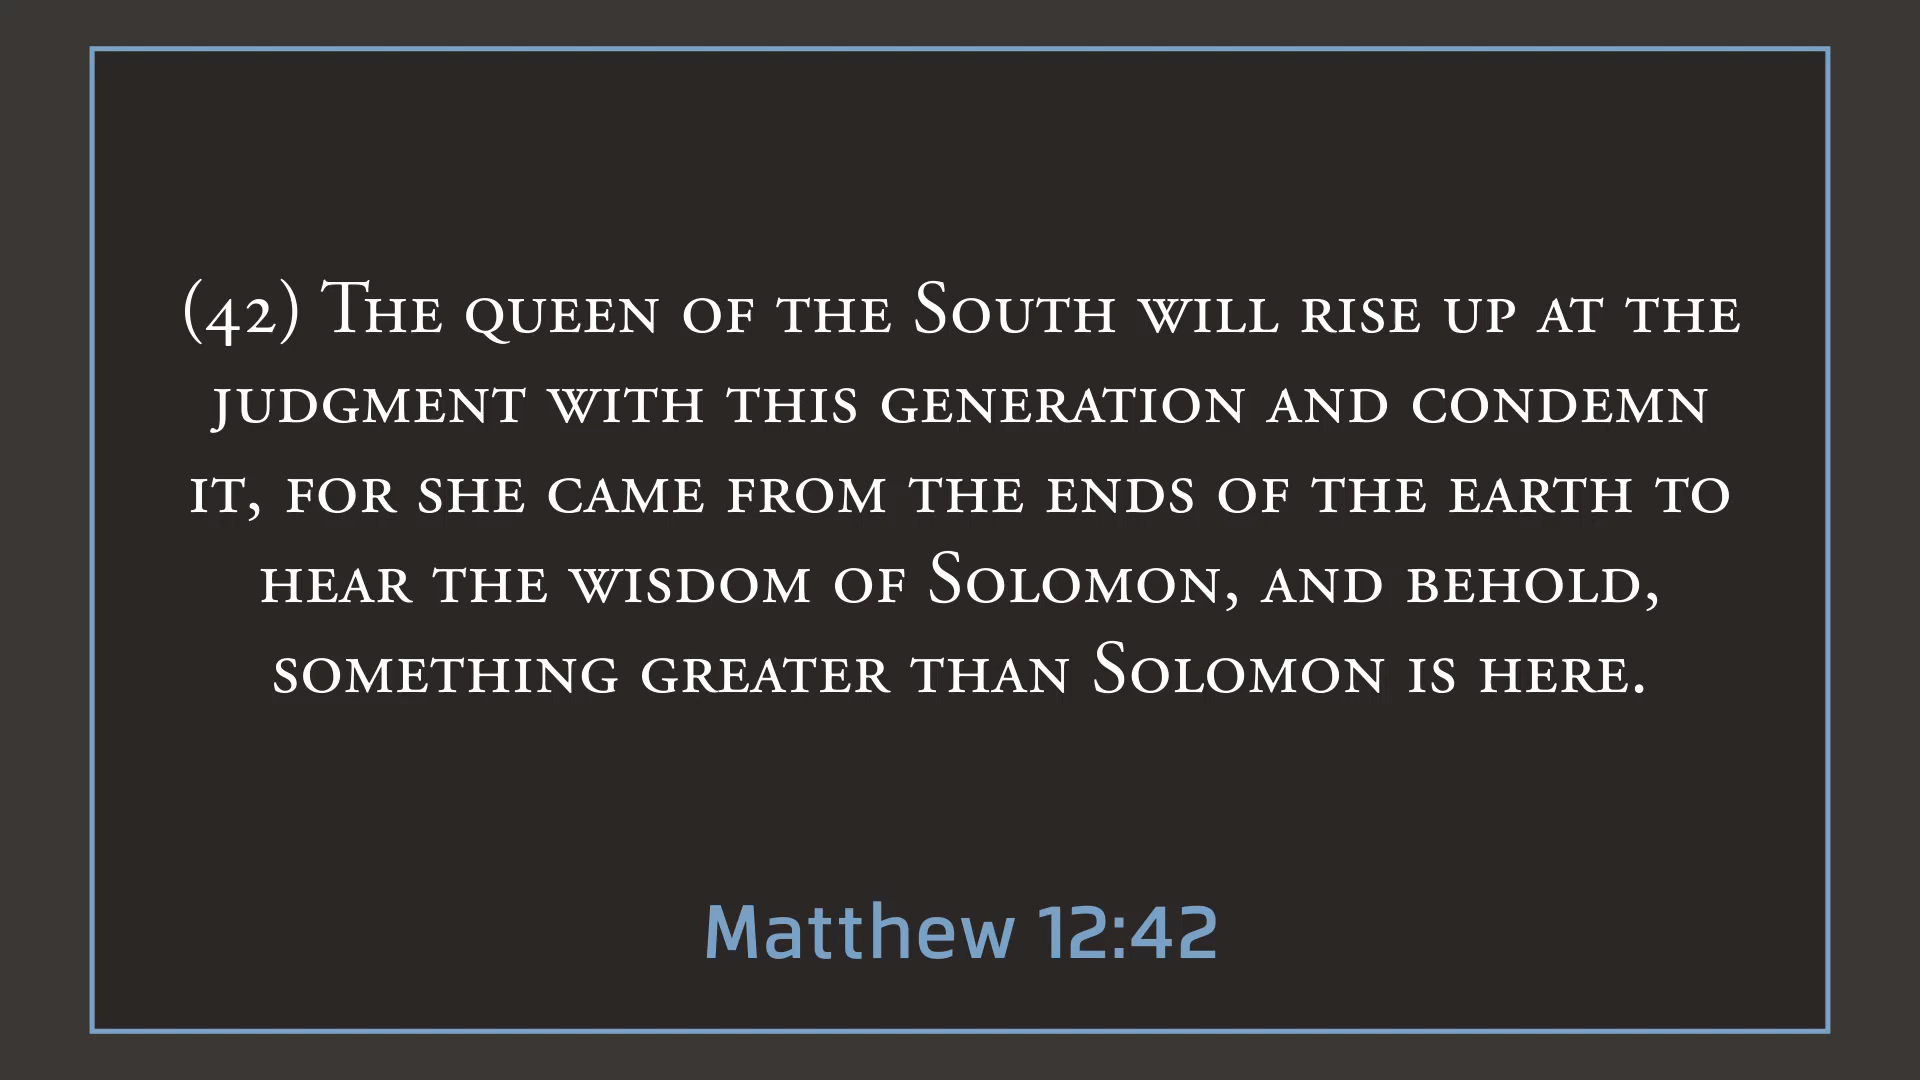 (42) The queen of the South will rise up at the
judgment with this generation and condemn
it, for she came from the ends of the earth to
hear the wisdom of Solomon, and behold,
something greater than Solomon is here.
Matthew 12:42